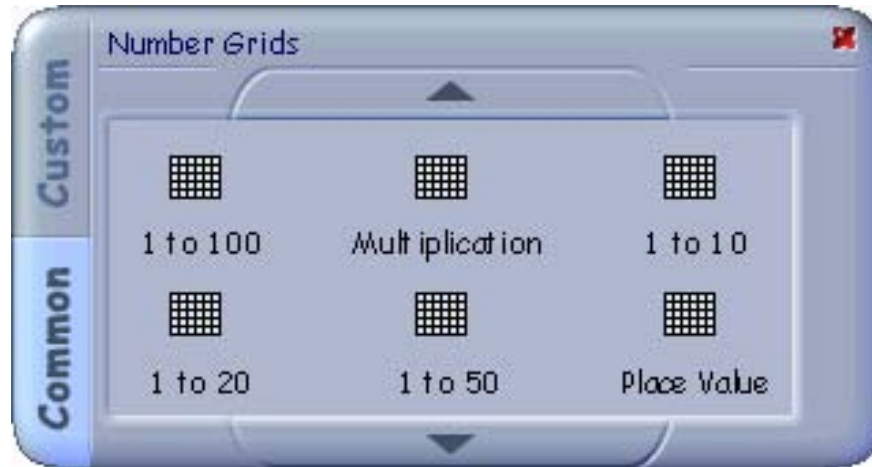 Number Grids
Custom
Common
1 to 100
Multiplication
1 to 10
1 to 20
1 to 50
Place Value